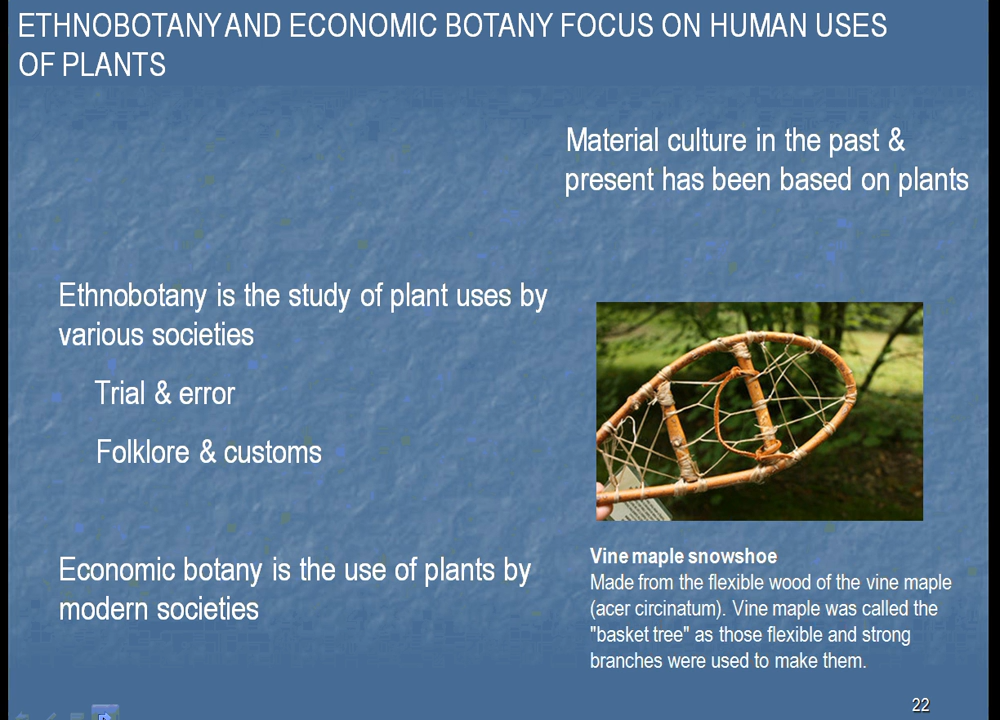 ETHNOBOTANY AND ECONOMIC BOTANY FOCUS ON HUMAN USES
OF PLANTS
Material culture in the past &
present has been based on plants
Ethnobotany is the study of plant uses by
various societies
Trial & error
Folklore & customs
Economic botany is the use of plants by
modern societies
Vine maple snowshoe
Made from the flexible wood of the vine maple
(acer circinatum). Vine maple was called the
"basket tree" as those flexible and strong
branches were used to make them.
22